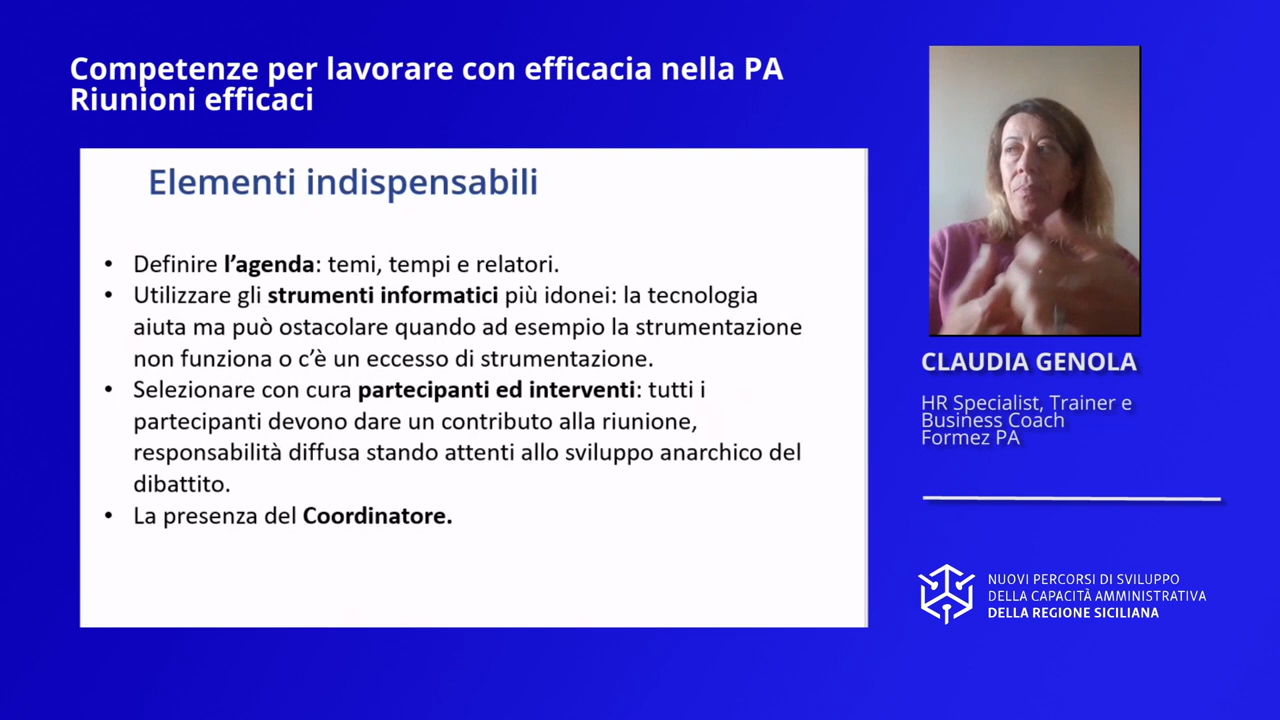 Competenze per lavorare con efficacia nella PA
Riunioni efficaci
Elementi indispensabili
• Definire l’agenda: temi, tempi e relatori.
• Utilizzare gli strumenti informatici più idonei: la tecnologia
aiuta ma può ostacolare quando ad esempio la strumentazione
non funziona o c’è un eccesso di strumentazione.
• Selezionare con cura partecipanti ed interventi: tutti i
partecipanti devono dare un contributo alla riunione,
responsabilità diffusa stando attenti allo sviluppo anarchico del
dibattito.
• La presenza del Coordinatore.
CLAUDIA GENOLA
HR Specialist, Trainer e
Business Coach
Formez PA
NUOVI PERCORSI DI SVILUPPO
DELLA CAPACITÀ AMMINISTRATIVA
DELLA REGIONE SICILIANA